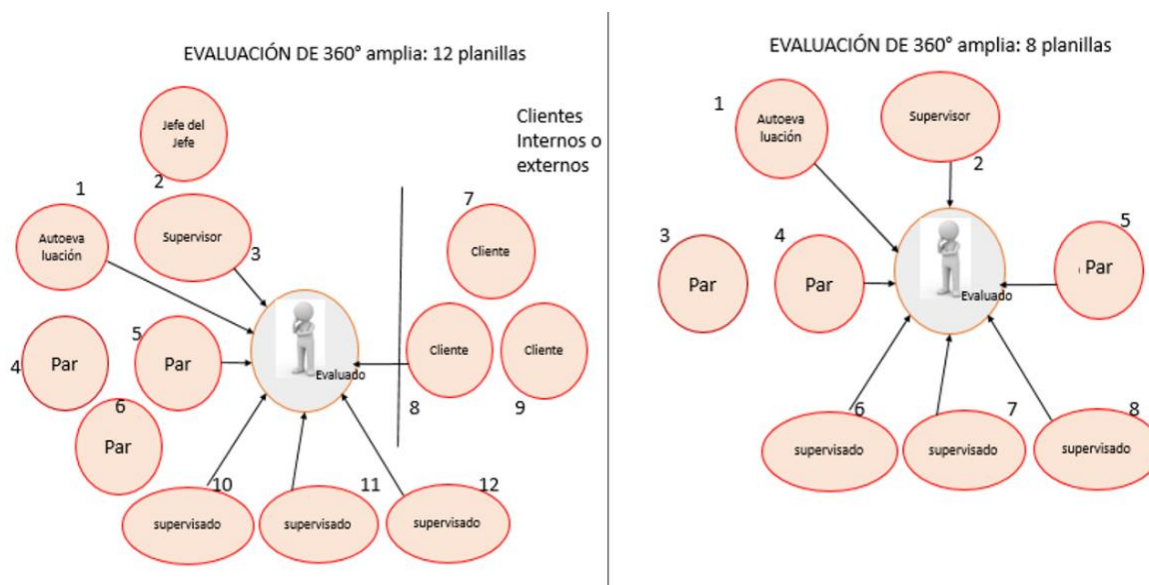 EVALUACIÓN DE 360° amplia: 12 planillas
Jefe del
Jefe
Clientes
Internos o
externos
1
2
7
Autoeva
luación
Supervisor
3
Cliente
4
Par
5
Par
6
Par
Evaluado
Cliente
Cliente
8
9
10
11
12
supervisado
supervisado
supervisado
EVALUACIÓN DE 360° amplia: 8 planillas
1
Autoeva
luación
Supervisor
2
3
Par
4
Par
5
Par
Evaluado
6
7
8
supervisado
supervisado
supervisado